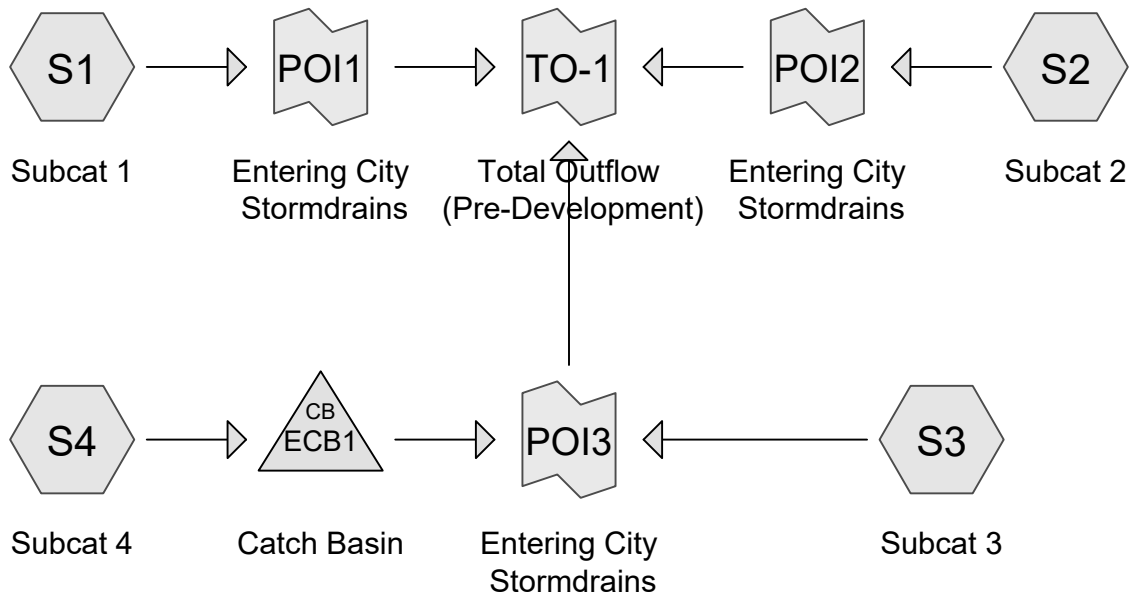 S1
POI1
TO-1
POI2
S2
Subcat 1
Entering City
Stormdrains
Total Outflow
(Pre-Development)
Entering City
Stormdrains
Subcat 2
S4
CB
ECB1
POI3
S3
Subcat 4
Catch Basin
Entering City
Stormdrains
Subcat 3